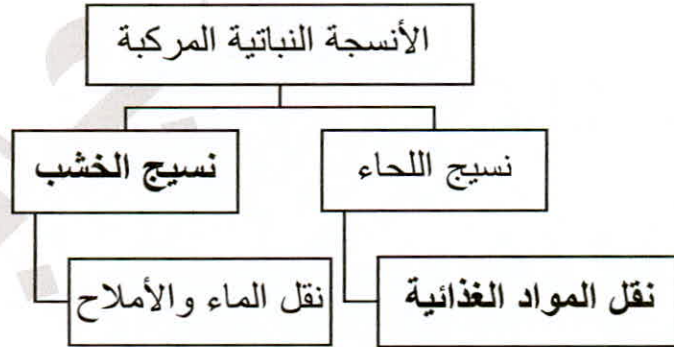 الأنسجة النباتية المركبة
نسيج اللحاء
نسيج الخشب
نقل المواد الغذائية
نقل الماء والأملاح